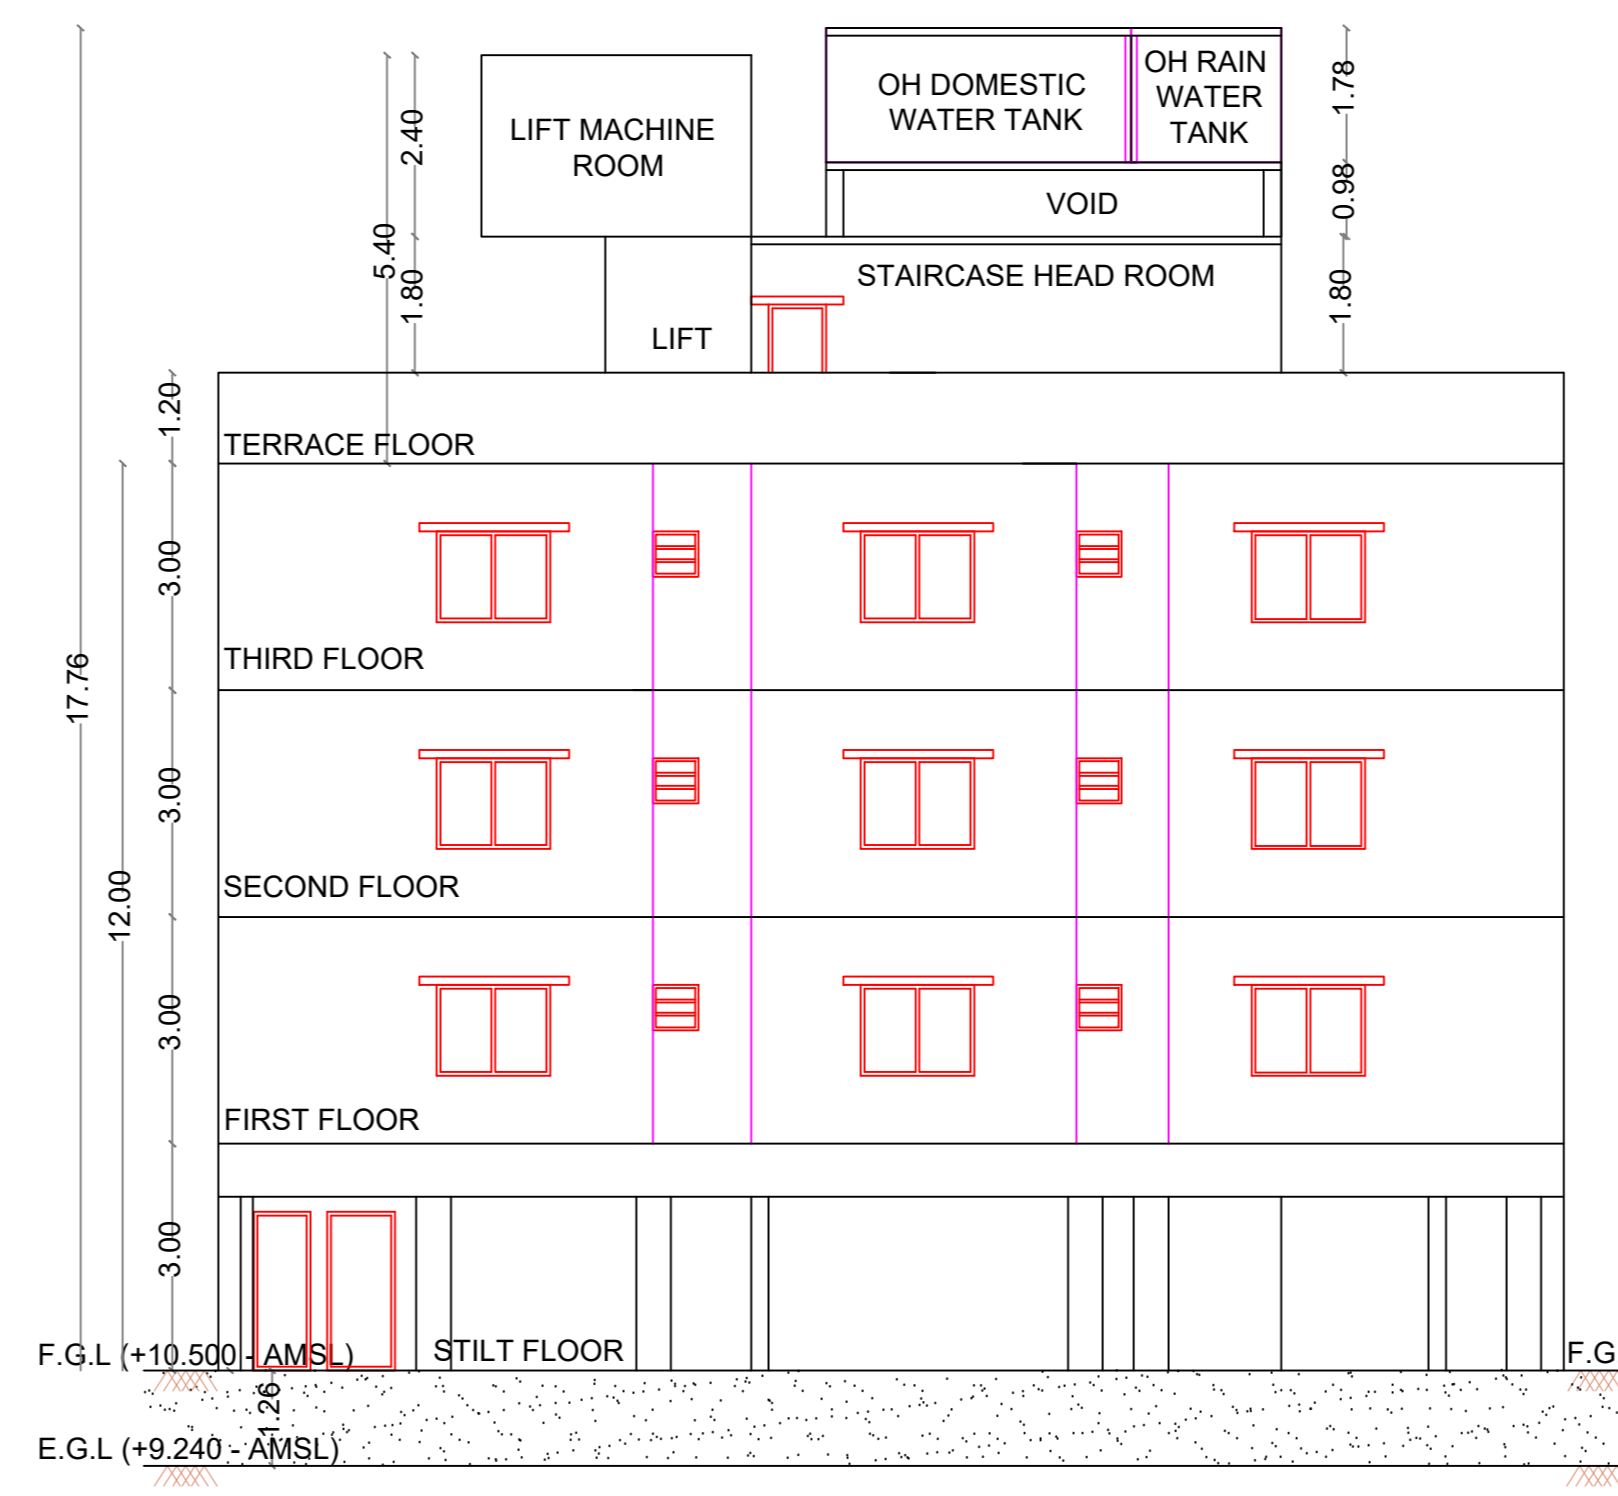 OH DOMESTIC
WATER TANK
OH RAIN
WATER
TANK
1.78
LIFT MACHINE
ROOM
2.40
VOID
0.98
5.40
1.80
STAIRCASE HEAD ROOM
1.80
LIFT
1.20
TERRACE FLOOR
3.00
THIRD FLOOR
17.76
3.00
SECOND FLOOR
12.00
3.00
FIRST FLOOR
3.00
STILT FLOOR
F.G.L (+10.500 - AMSL)
F.G
1.26
E.G.L (+9.240 - AMSL)